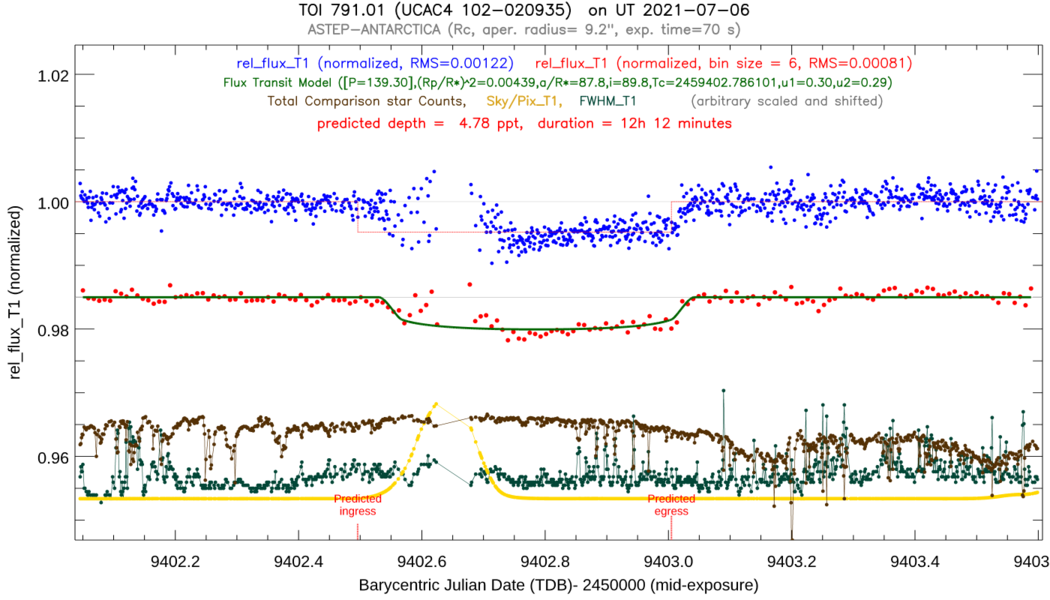 TOI 791.01 (UCAC4 102-020935) on UT 2021-07-06
ASTEP-ANTARCTICA (Rc, aper. radius= 9.2", exp. time=70 s)
rel_flux_T1 (normalized, RMS=0.00122) rel_flux_T1 (normalized, bin size = 6, RMS=0.00081)
Flux Transit Model ([P=139.30],(Rp/R*)^2=0.00439,a/R*=87.8,i=89.8,Tc=2459402.786101,u1=0.30,u2=0.29)
Total Comparison star Counts, Sky/Pix_T1, FWHM_T1 (arbitrary scaled and shifted)
predicted depth = 4.78 ppt, duration = 12h 12 minutes
rel_flux_T1 (normalized)
1.02
1.00
0.98
0.96
Predicted
ingress
Predicted
egress
9402.2 9402.4 9402.6 9402.8 9403.0 9403.2 9403.4 9403
Barycentric Julian Date (TDB)- 2450000 (mid-exposure)